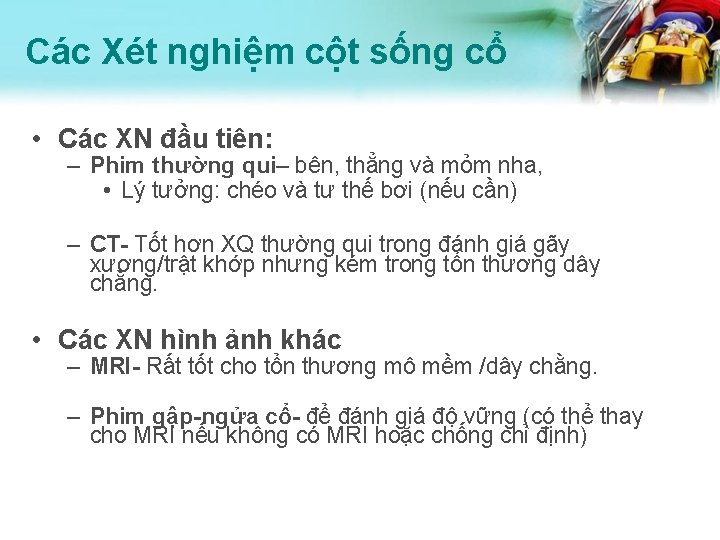 Các Xét nghiệm cột sống cổ
• Các XN đầu tiên:
– Phim thường qui– bên, thẳng và mỏm nha,
• Lý tưởng: chéo và tư thế bơi (nếu cần)
– CT- Tốt hơn XQ thường qui trong đánh giá gãy
xương/trật khớp nhưng kém trong tổn thương dây
chằng.
• Các XN hình ảnh khác
– MRI- Rất tốt cho tổn thương mô mềm /dây chằng.
– Phim gập-ngửa cổ- để đánh giá độ vững (có thể thay
cho MRI nếu không có MRI hoặc chống chỉ định)